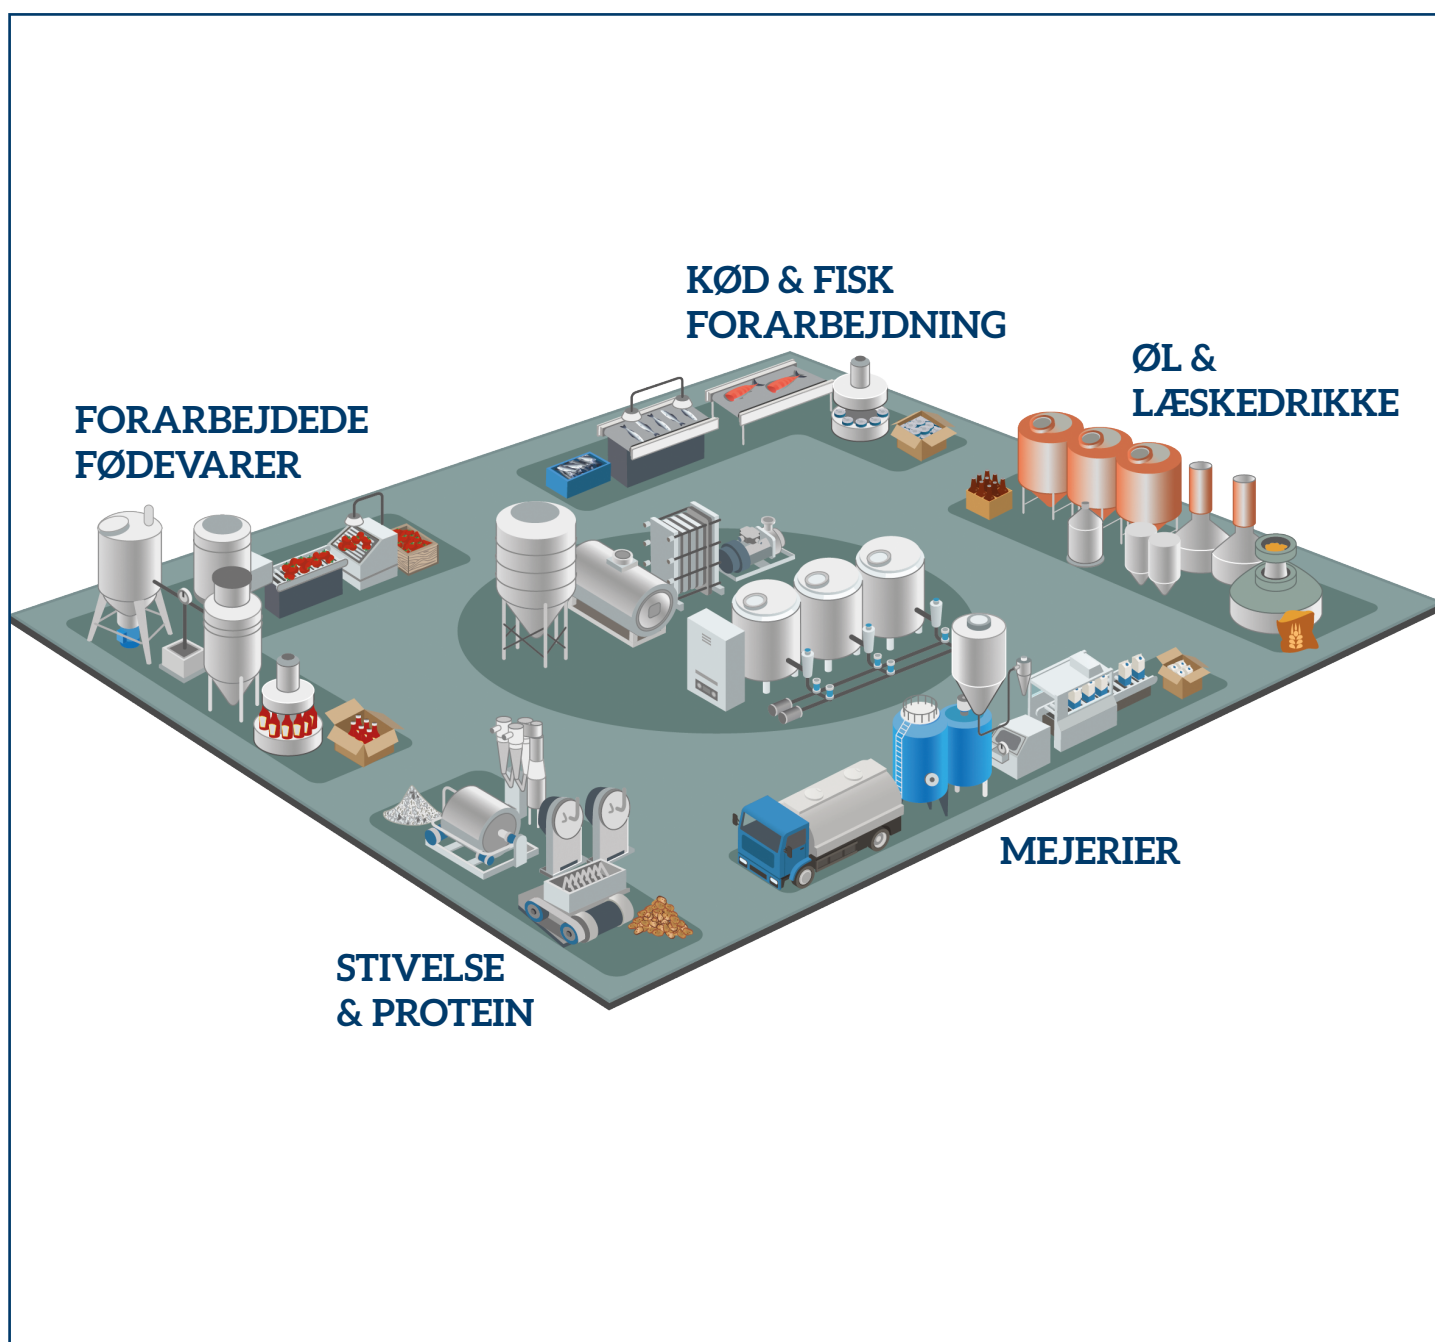 KØD & FISK
FORARBEJDNING
ØL &
LÆSKEDRIKKE
FORARBEJDEDE
FØDEVARER
MEJERIER
STIVELSE
& PROTEIN